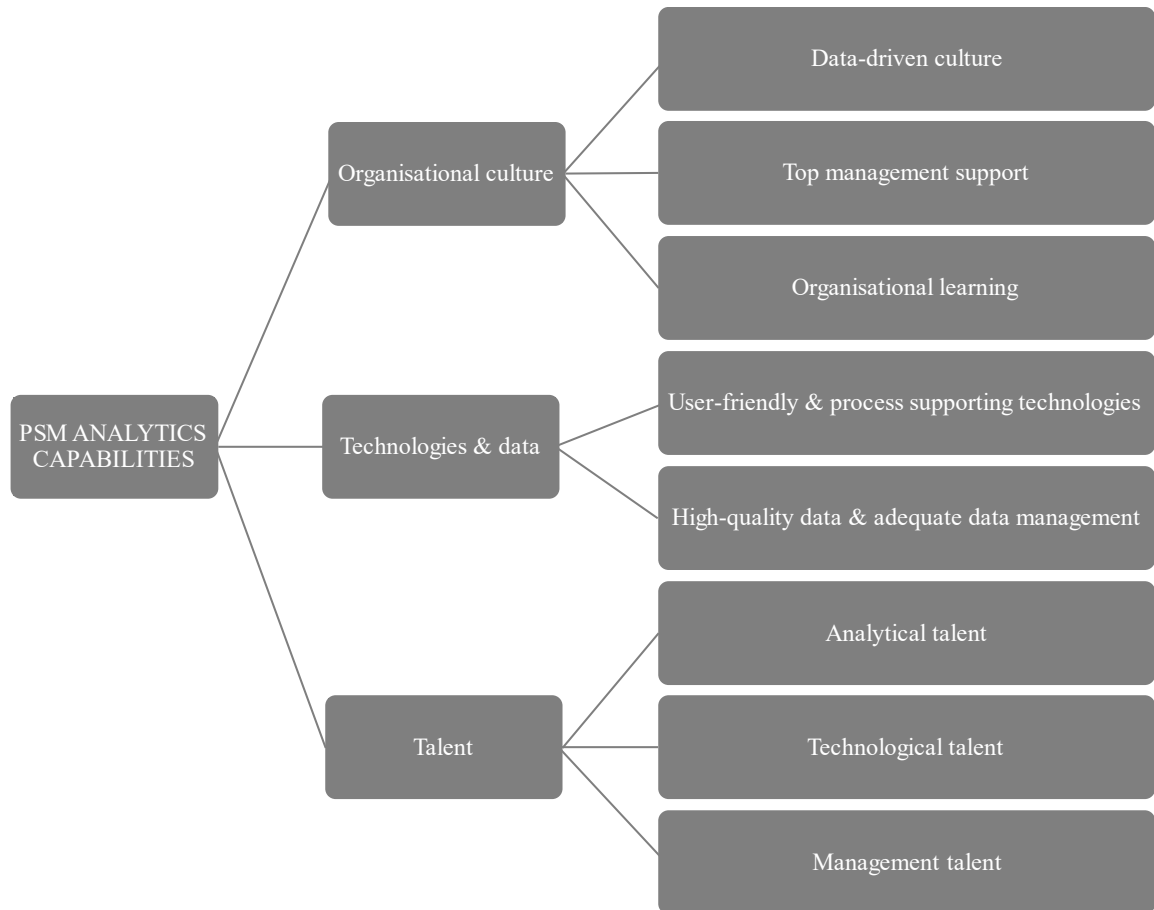 PSM ANALYTICS
CAPABILITIES
Organisational culture
Data-driven culture
Top management support
Organisational learning
Technologies & data
User-friendly & process supporting technologies
High-quality data & adequate data management
Talent
Analytical talent
Technological talent
Management talent